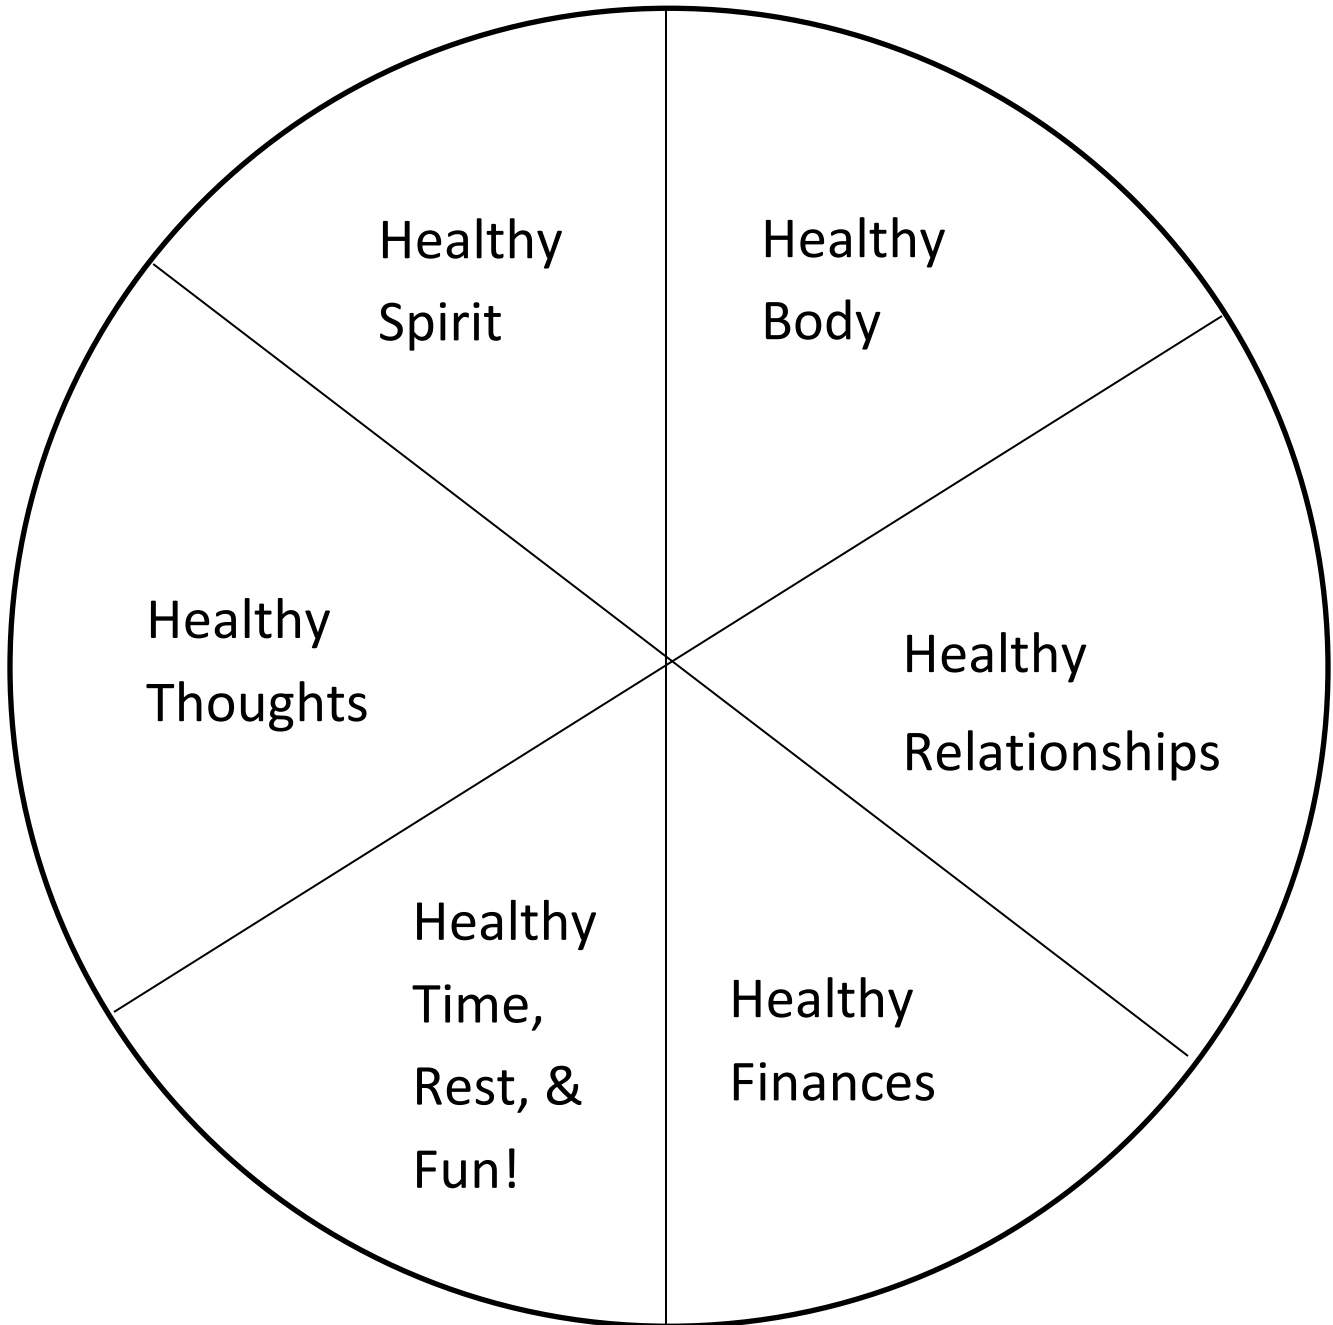 Healthy
Spirit
Healthy
Body
Healthy
Thoughts
Healthy
Relationships
Healthy
Time,
Rest, &
Fun!
Healthy
Finances